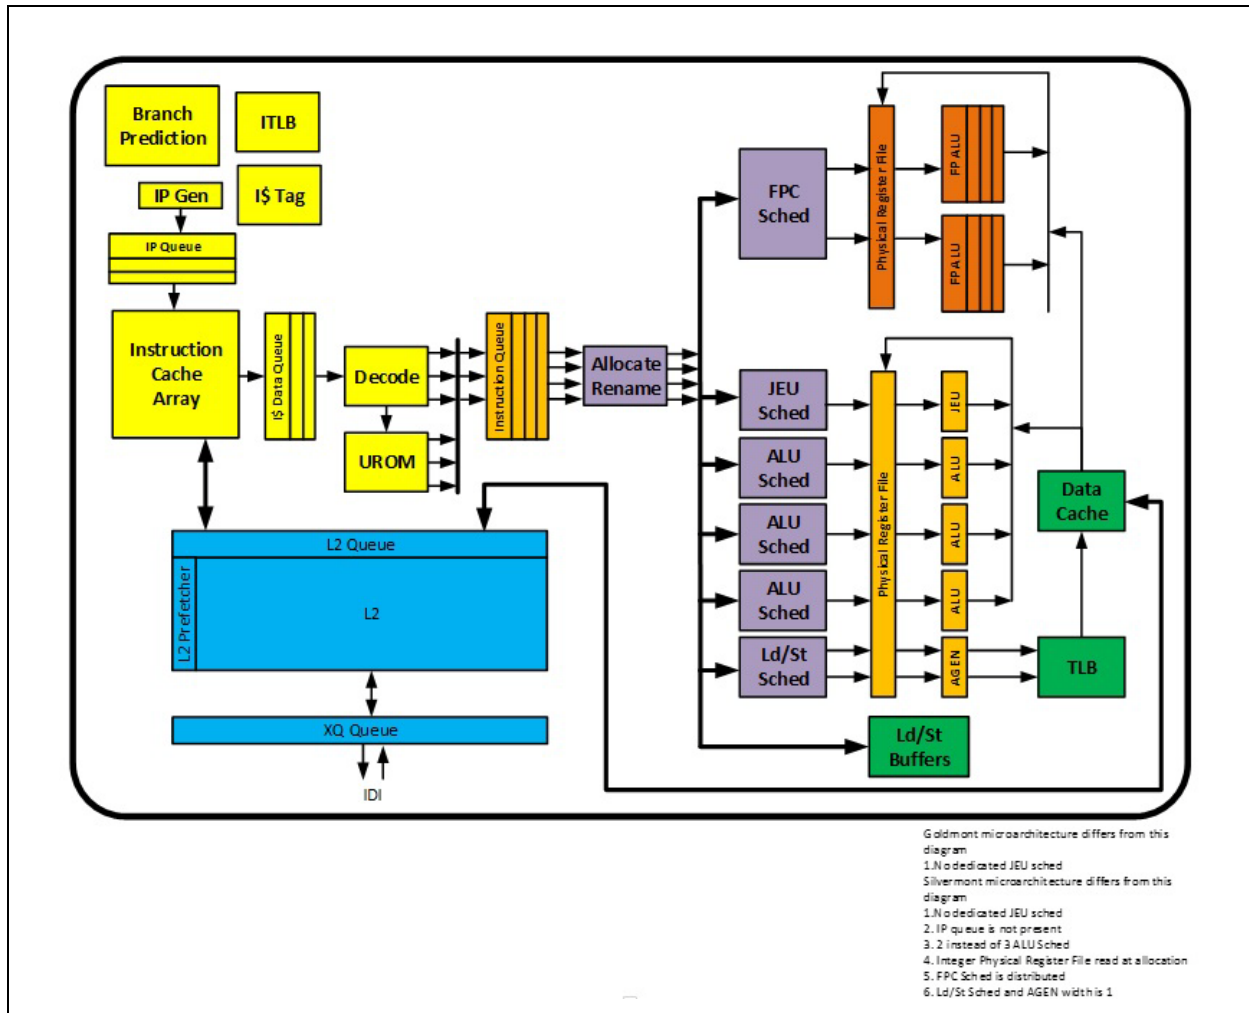 Branch
Prediction
ITLB
IP Gen
I$ Tag
IP Queue
Instruction
Cache
Array
I$ Data Queue
Decode
UROM
Instruction Queue
Allocate
Rename
L2 Queue
L2 Prefetcher
L2
XQ Queue
IDI
FPC
Sched
Physical Register File
FP ALU
FP ALU
JEU
Sched
ALU
Sched
ALU
Sched
ALU
Sched
Ld/St
Sched
Physical Register File
JEU
ALU
ALU
ALU
AGEN
Data
Cache
TLB
Ld/St
Buffers
Goldmont microarchitecture differs from this
diagram
1.No dedicated JEU sched
Silvermont microarchitecture differs from this
diagram
1.No dedicated JEU sched
2. IP queue is not present
3. 2 instead of 3 ALU Sched
4. Integer Physical Register File read at allocation
5. FPC Sched is distributed
6. Ld/St Sched and AGEN width is 1